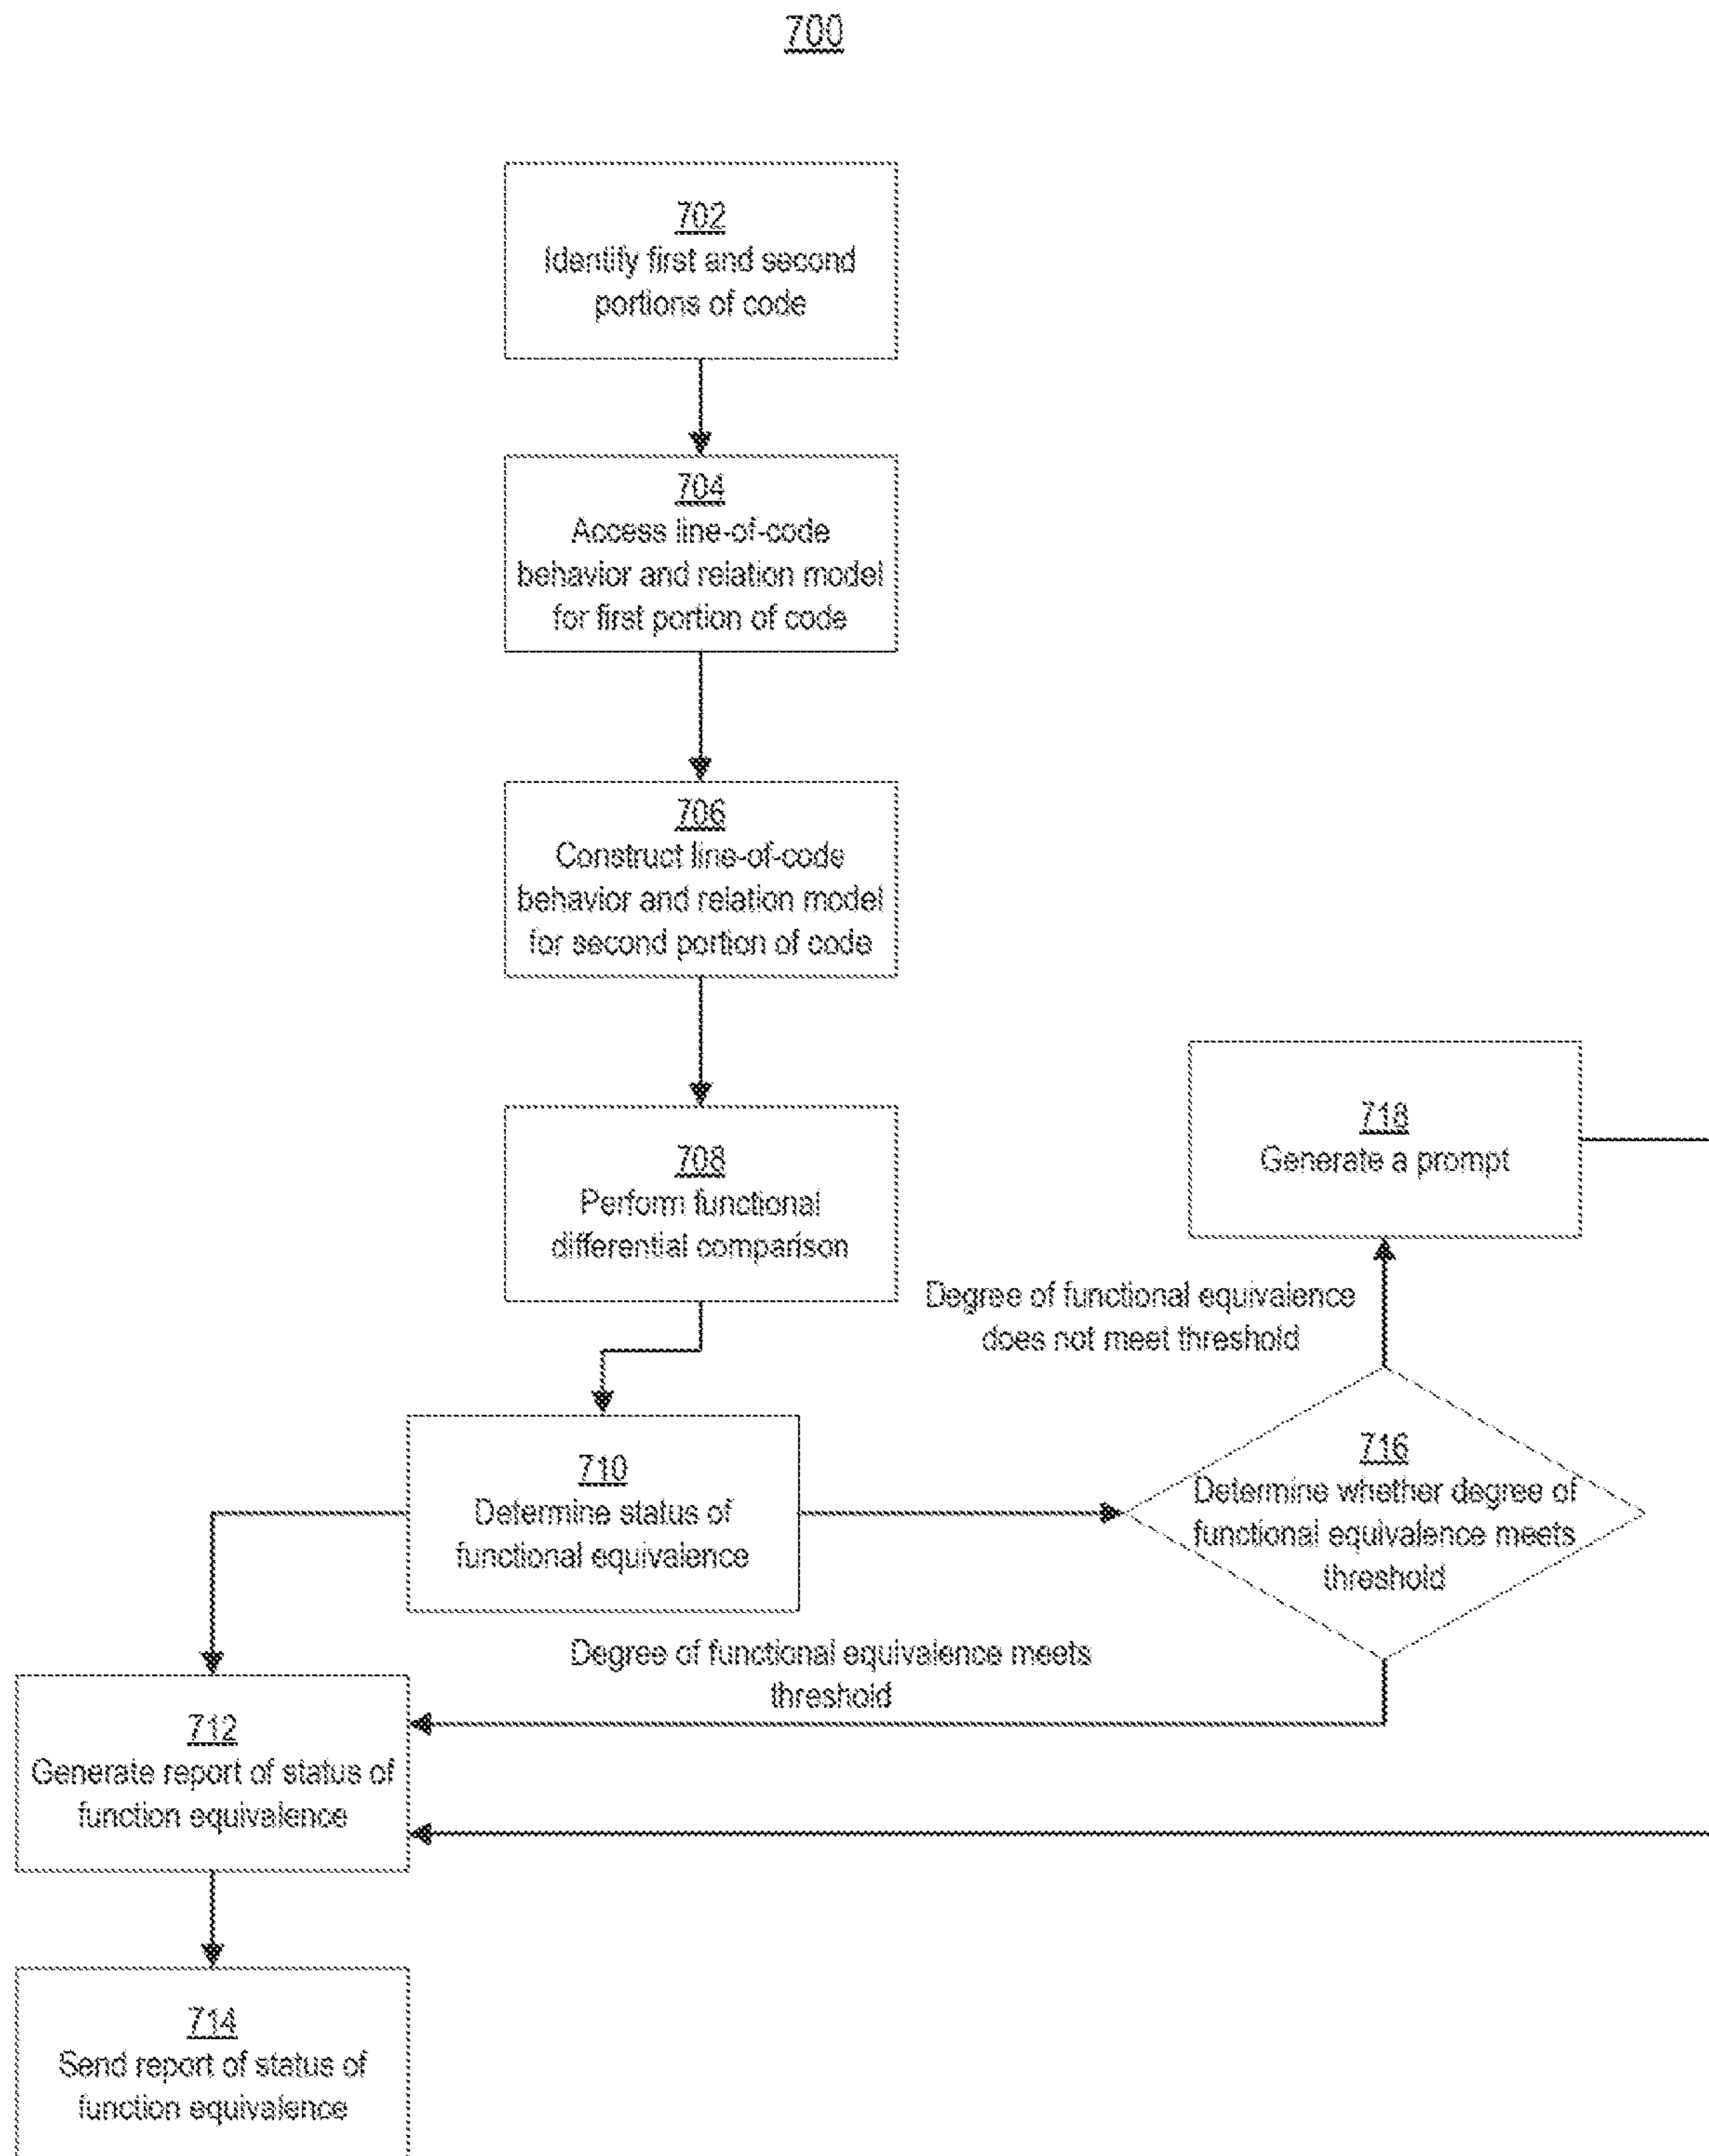 700
702
Identify first and second
portions of code
704
Access line-of-code
behavior and relation model
for first portion of code
706
Construct line-of-code
behavior and relation model
for second portion of code
708
Perform functional
differential comparison
718
Generate a prompt
Degree of functional equivalence
does not meet threshold
710
Determine status of
functional equivalence
716
Determine whether degree of
functional equivalence meets
threshold
Degree of functional equivalence meets
threshold
712
Generate report of status of
function equivalence
714
Send report of status of
function equivalence